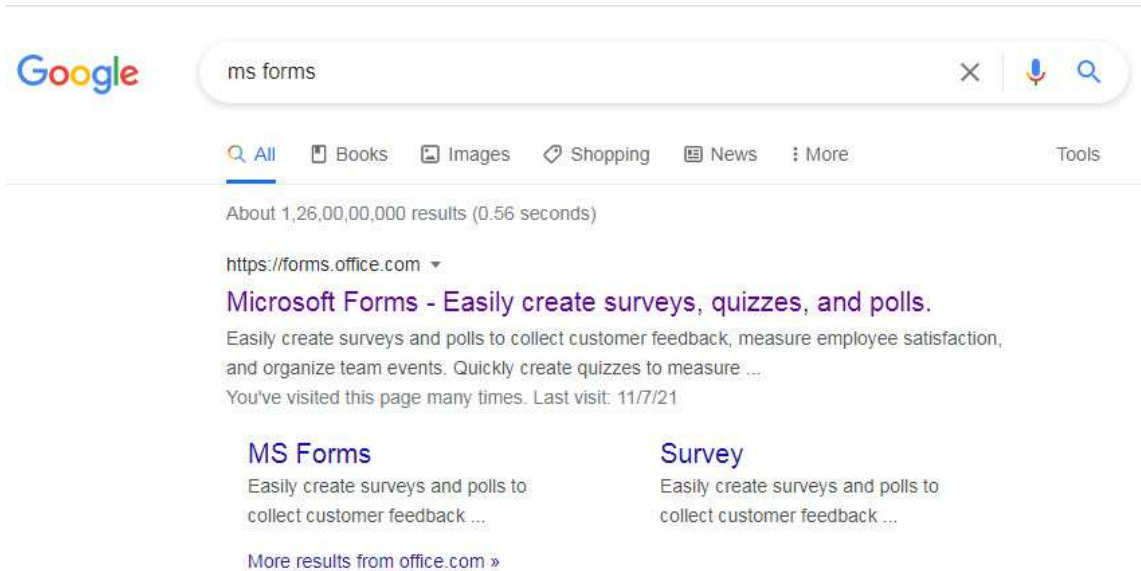 Google
ms forms
All Books Images Shopping News More Tools
About 1,26,00,00,000 results (0.56 seconds)
https://forms.office.com
Microsoft Forms - Easily create surveys, quizzes, and polls.
Easily create surveys and polls to collect customer feedback, measure employee satisfaction,
and organize team events. Quickly create quizzes to measure ...
You've visited this page many times. Last visit: 11/7/21
MS Forms
Easily create surveys and polls to
collect customer feedback ...
Survey
Easily create surveys and polls to
collect customer feedback ...
More results from office.com »